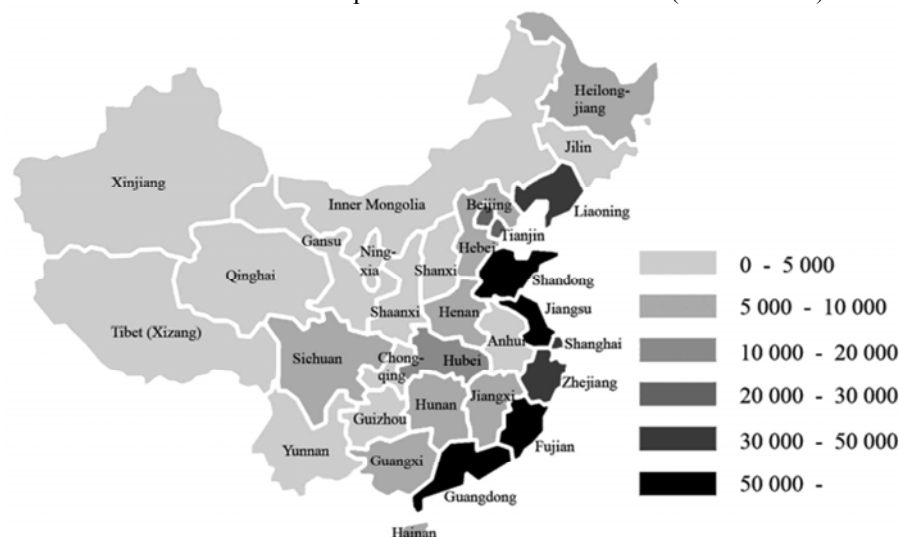 Heilong-
jiang
Jilin
Xinjiang
Inner Mongolia
Beijing
Liaoning
Gansu
Ning-
xia
Tianjin
Hebei
Qinghai
Shanxi
Shandong
Shaanxi
Henan
Jiangsu
Tibet (Xizang)
Anhui
Shanghai
Sichuan
Chong-
qing
Hubei
Zhejiang
Hunan
Jiangxi
Guizhou
Fujian
Yunnan
Guangxi
Guangdong
Hainan
0 - 5 000
5 000 - 10 000
10 000 - 20 000
20 000 - 30 000
30 000 - 50 000
50 000 -